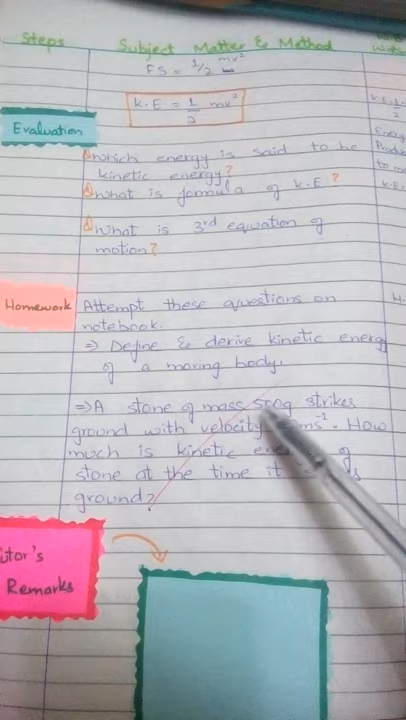 Steps Subject Matter & Method
FS = 1/2 mv²
K.E = 1/2 mv²
Evaluation
Q which energy is said to be
kinetic energy?
Q what is formula of K.E?
Q What is 3rd equation of
motion?
Homework
Attempt these questions on
notebook.
⇒ Define & derive kinetic energy
of a moving body.
⇒ A stone of mass 500g strikes
ground with velocity ms⁻¹. How
much is kinetic of
stone at the time it
ground?
Remarks